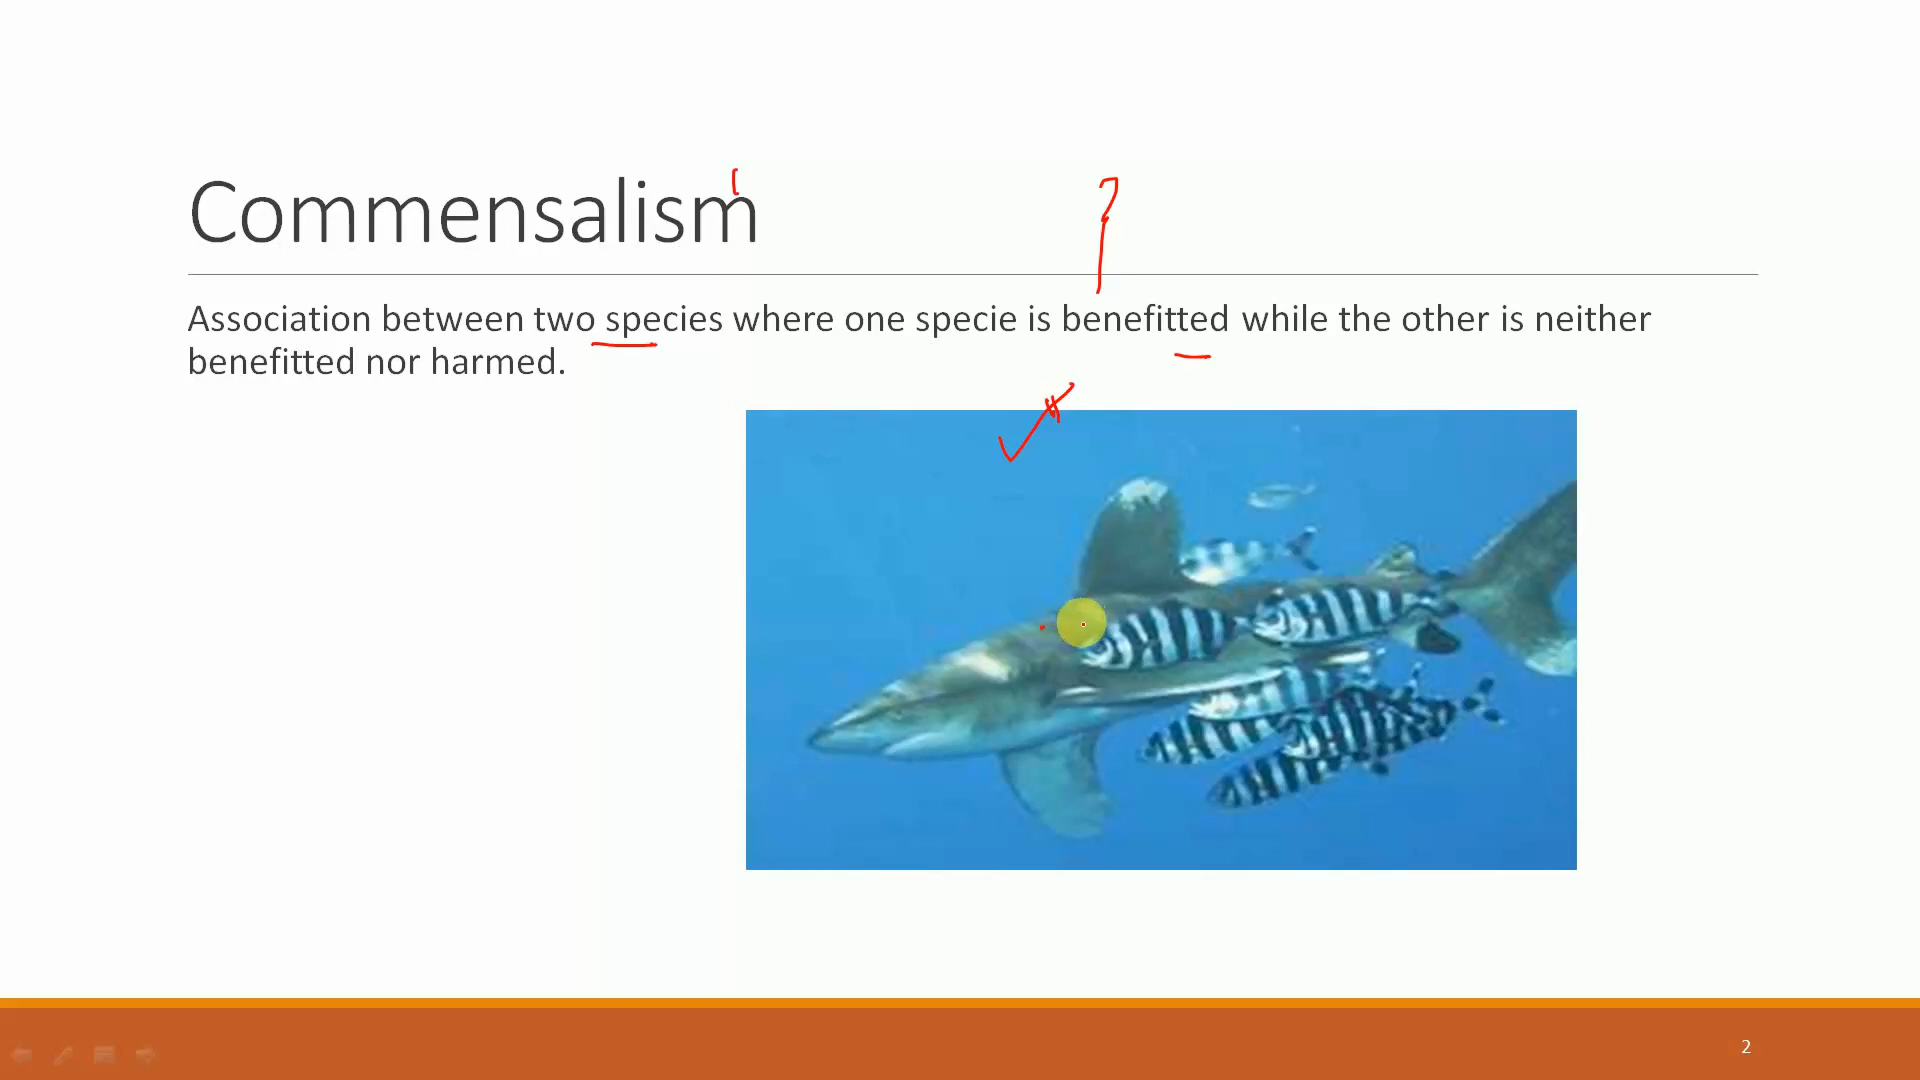 Commensalism
Association between two species where one specie is benefitted while the other is neither
benefitted nor harmed.
2